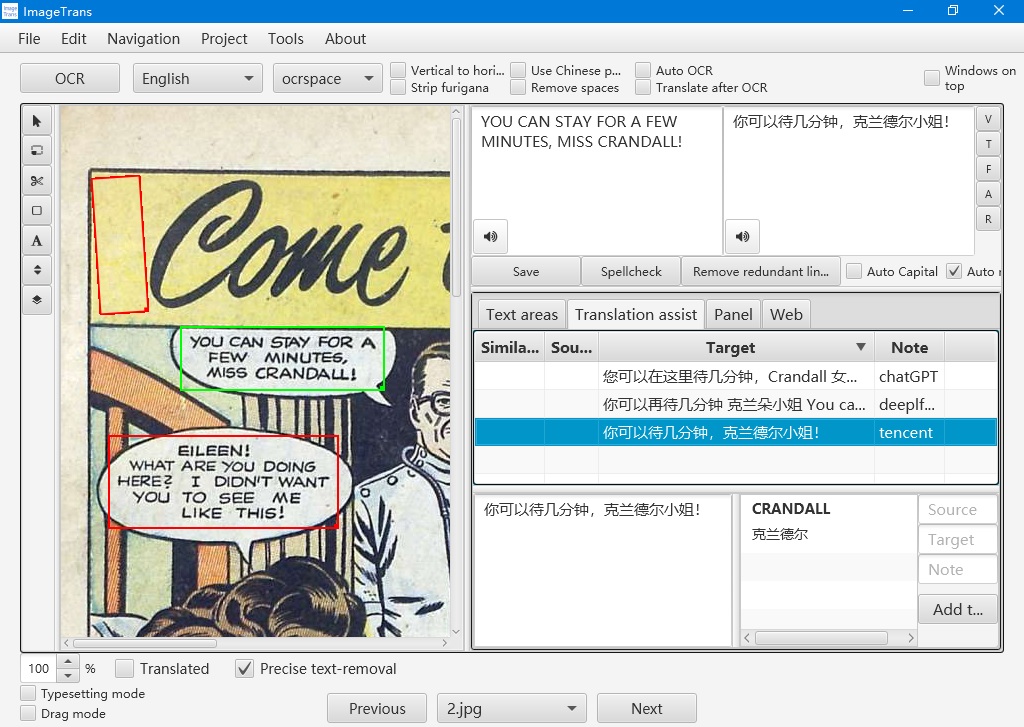 ImageTrans
File Edit Navigation Project Tools About
OCR English ocrspace
Vertical to hori... Use Chinese p... Auto OCR
Strip furigana Remove spaces Translate after OCR
Windows on
top
Come
YOU CAN STAY FOR A
FEW MINUTES,
MISS CRANDALL!
EILEEN!
WHAT ARE YOU DOING
HERE? I DIDN'T WANT
YOU TO SEE ME
LIKE THIS!
A
YOU CAN STAY FOR A FEW
MINUTES, MISS CRANDALL!
你可以待几分钟，克兰德尔小姐！
V
T
F
A
R
Save Spellcheck Remove redundant lin... Auto Capital Auto
Text areas Translation assist Panel Web
Simila... Sou... Target Note
您可以在这里待几分钟，Crandall 女... chatGPT
你可以再待几分钟 克兰朵小姐 You ca... deeplf...
你可以待几分钟，克兰德尔小姐！ tencent
你可以待几分钟，克兰德尔小姐！
CRANDALL
克兰德尔
Source
Target
Note
Add t...
100 % Translated Precise text-removal
Typesetting mode
Drag mode
Previous 2.jpg Next